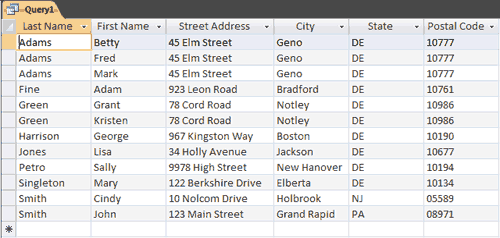 Query1
Last Name First Name Street Address City State Postal Code
Adams Betty 45 Elm Street Geno DE 10777
Adams Fred 45 Elm Street Geno DE 10777
Adams Mark 45 Elm Street Geno DE 10777
Fine Adam 923 Leon Road Bradford DE 10761
Green Grant 78 Cord Road Notley DE 10986
Green Kristen 78 Cord Road Notley DE 10986
Harrison George 967 Kingston Way Boston DE 10190
Jones Lisa 34 Holly Avenue Jackson DE 10677
Petro Sally 9978 High Street New Hanover DE 10194
Singleton Mary 122 Berkshire Drive Elberta DE 10134
Smith Cindy 10 Nolcom Drive Holbrook NJ 05589
Smith John 123 Main Street Grand Rapid PA 08971